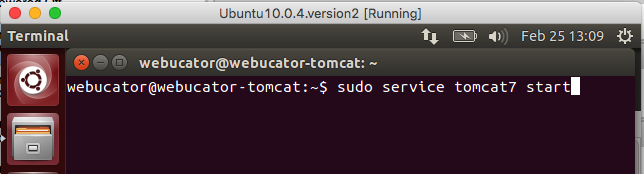 Ubuntu10.0.4.version2 [Running]
Terminal Feb 25 13:09
webucator@webucator-tomcat: ~
webucator@webucator-tomcat:~$ sudo service tomcat7 start